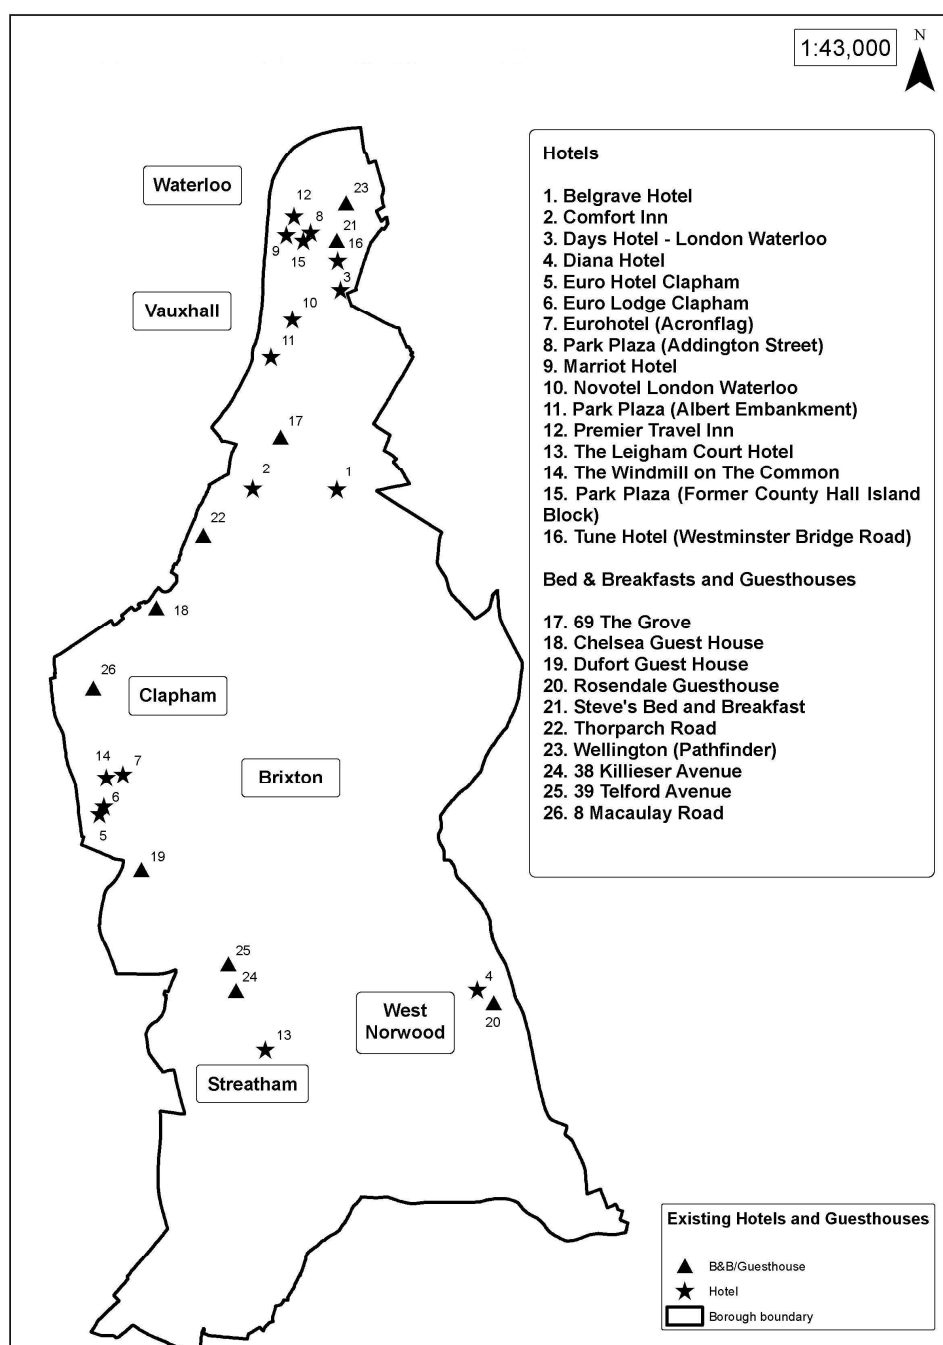 1:43,000
N
Waterloo
23
12
8
21
16
9
15
3
Vauxhall
10
11
17
2
1
22
18
26
Clapham
14
7
Brixton
6
5
19
25
24
4
West
Norwood
20
13
Streatham
Hotels
1. Belgrave Hotel
2. Comfort Inn
3. Days Hotel - London Waterloo
4. Diana Hotel
5. Euro Hotel Clapham
6. Euro Lodge Clapham
7. Eurohotel (Acronflag)
8. Park Plaza (Addington Street)
9. Marriot Hotel
10. Novotel London Waterloo
11. Park Plaza (Albert Embankment)
12. Premier Travel Inn
13. The Leigham Court Hotel
14. The Windmill on The Common
15. Park Plaza (Former County Hall Island
Block)
16. Tune Hotel (Westminster Bridge Road)
Bed & Breakfasts and Guesthouses
17. 69 The Grove
18. Chelsea Guest House
19. Dufort Guest House
20. Rosendale Guesthouse
21. Steve's Bed and Breakfast
22. Thorparch Road
23. Wellington (Pathfinder)
24. 38 Killieser Avenue
25. 39 Telford Avenue
26. 8 Macaulay Road
Existing Hotels and Guesthouses
B&B/Guesthouse
Hotel
Borough boundary